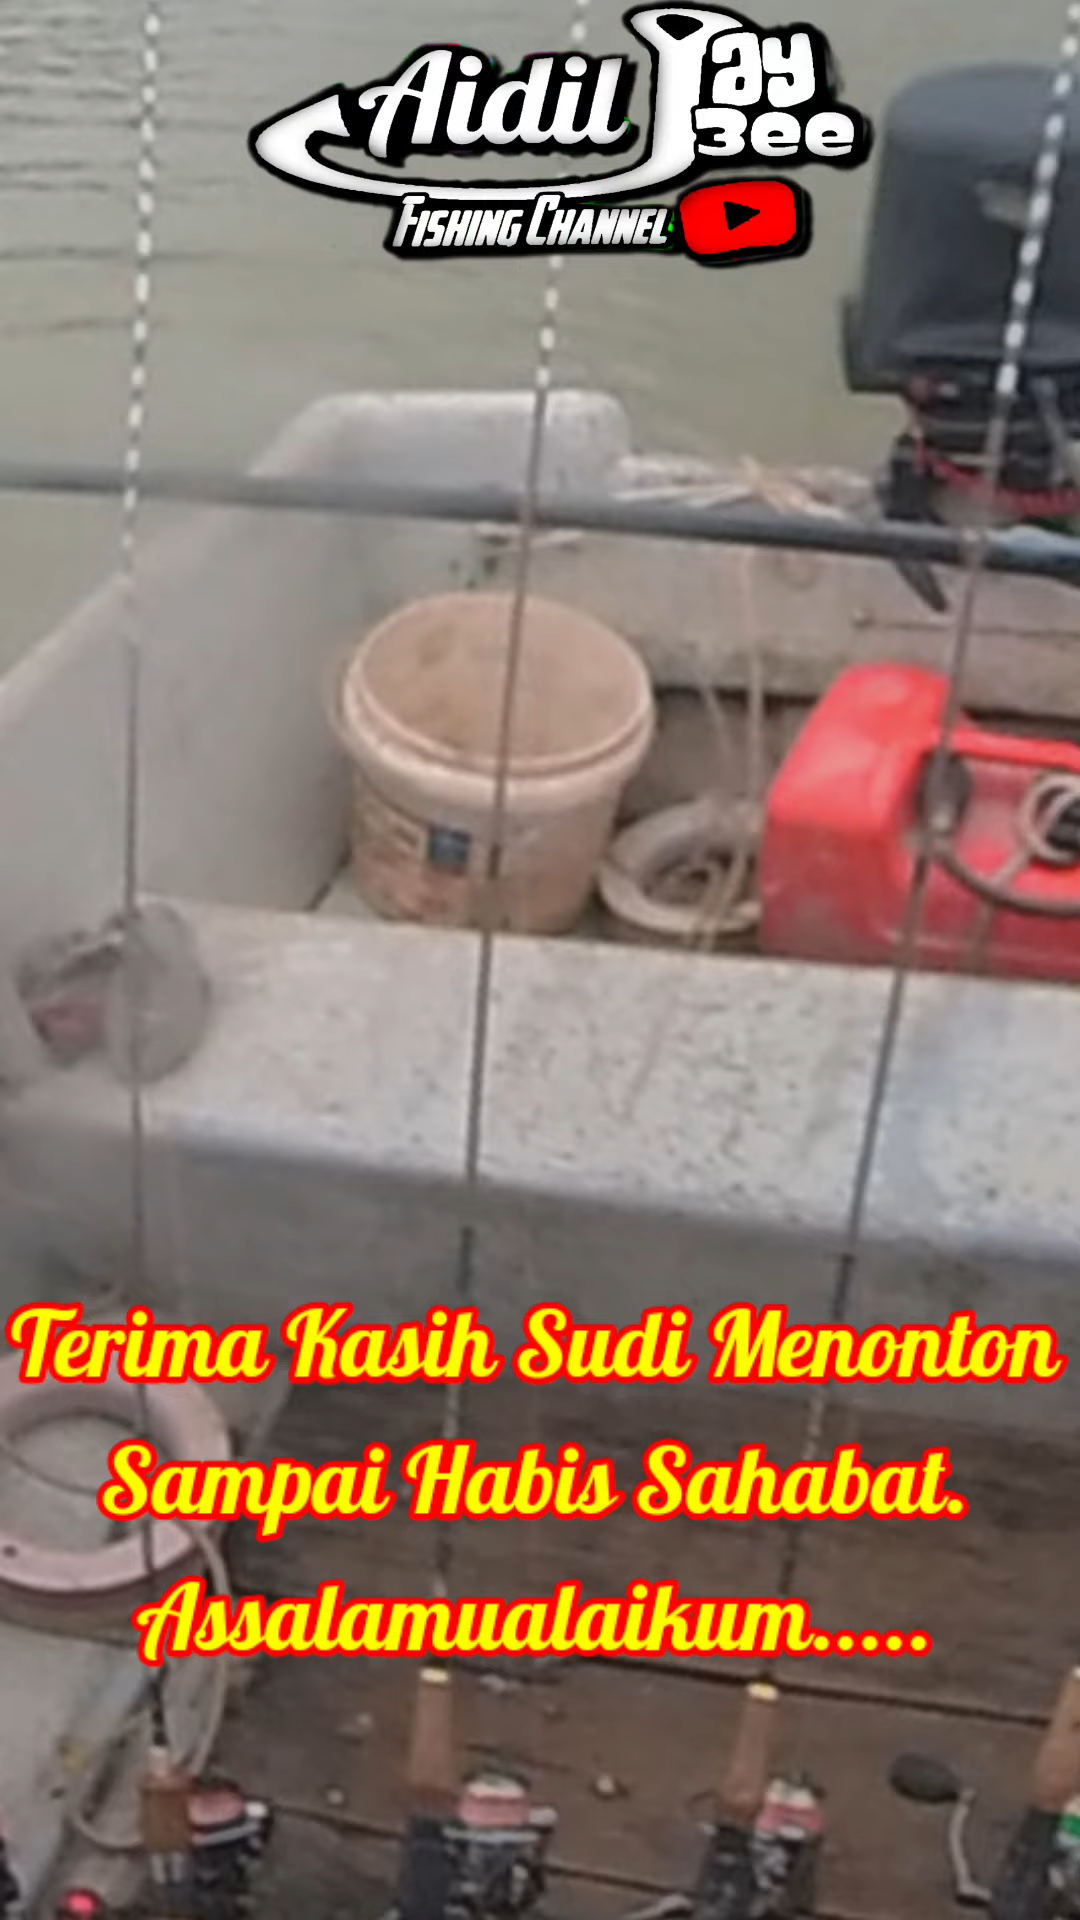 Aidil Jay
3ee
Fishing Channel
Terima Kasih Sudi Menonton
Sampai Habis Sahabat.
Assalamualaikum.....